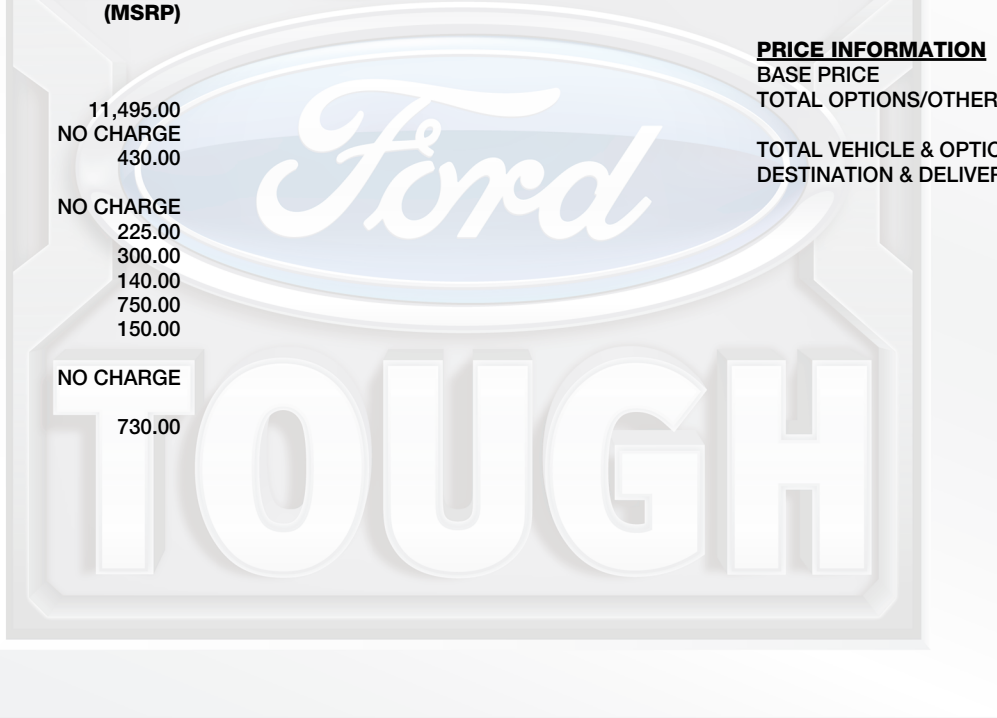 (MSRP)
11,495.00
NO CHARGE
430.00
NO CHARGE
225.00
300.00
140.00
750.00
150.00
NO CHARGE
730.00
PRICE INFORMATION
BASE PRICE
TOTAL OPTIONS/OTHER
TOTAL VEHICLE & OPTIO
DESTINATION & DELIVER
Ford
TOUGH